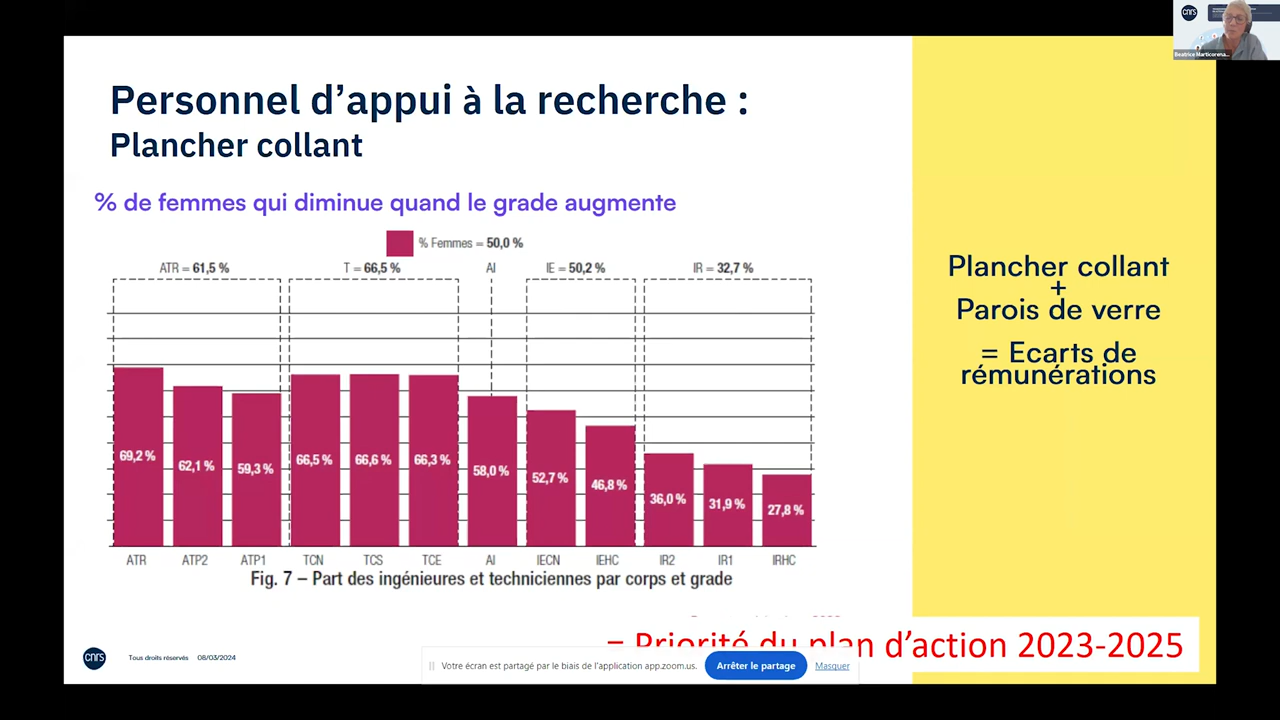 cnrs
Beatrice Marticorena...
Personnel d’appui à la recherche :
Plancher collant
% de femmes qui diminue quand le grade augmente
% Femmes = 50,0 %
ATR = 61,5 %
T = 66,5 %
AI
IE = 50,2 %
IR = 32,7 %
69,2 %
62,1 %
59,3 %
66,5 %
66,6 %
66,3 %
58,0 %
52,7 %
46,8 %
36,0 %
31,9 %
27,8 %
ATR
ATP2
ATP1
TCN
TCS
TCE
AI
IECN
IEHC
IR2
IR1
IRHC
Fig. 7 – Part des ingénieures et techniciennes par corps et grade
Plancher collant
+
Parois de verre
= Ecarts de
rémunérations
= Priorité du plan d’action 2023-2025
cnrs
Tous droits réservés
08/03/2024
Votre écran est partagé par le biais de l’application app.zoom.us.
Arrêter le partage
Masquer